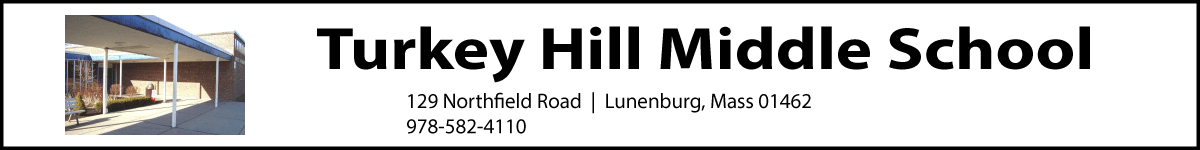 Turkey Hill Middle School
129 Northfield Road | Lunenburg, Mass 01462
978-582-4110